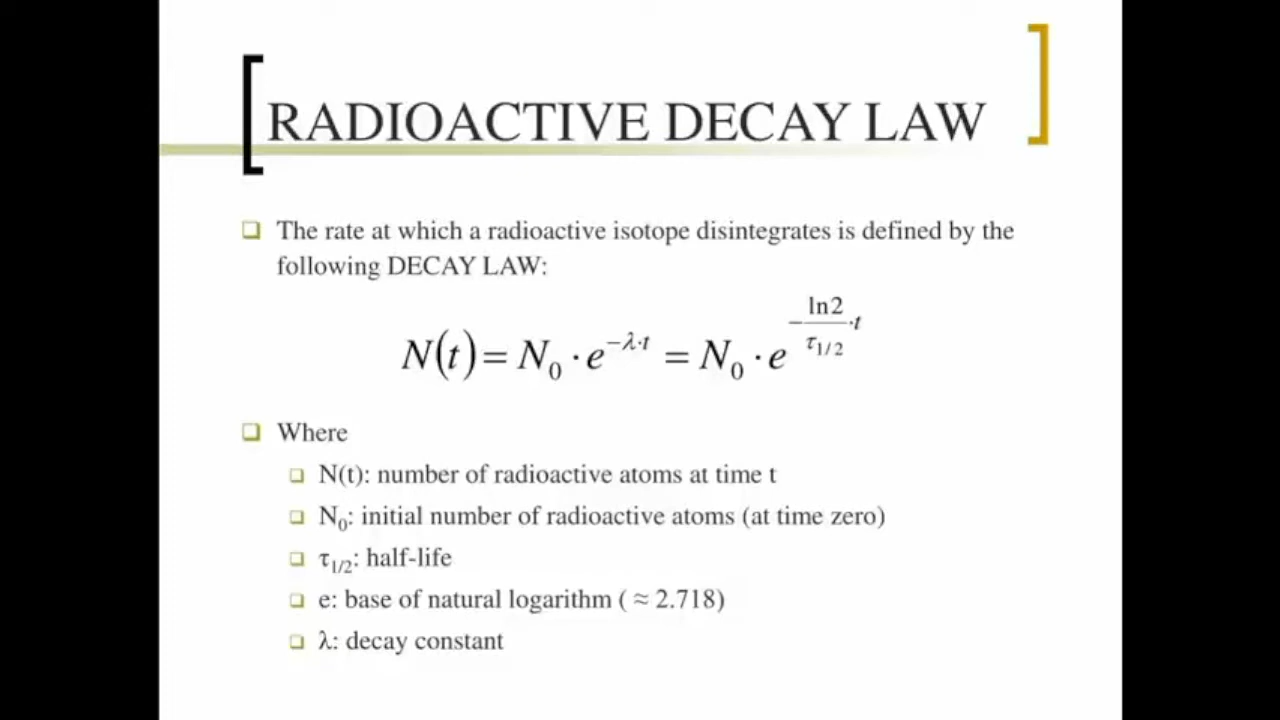 RADIOACTIVE DECAY LAW
The rate at which a radioactive isotope disintegrates is defined by the
following DECAY LAW:
N(t) = N₀ · e^(−λ·t) = N₀ · e^(−(ln2/τ₁/₂)·t)
Where
N(t): number of radioactive atoms at time t
N₀: initial number of radioactive atoms (at time zero)
τ₁/₂: half-life
e: base of natural logarithm ( ≈ 2.718)
λ: decay constant